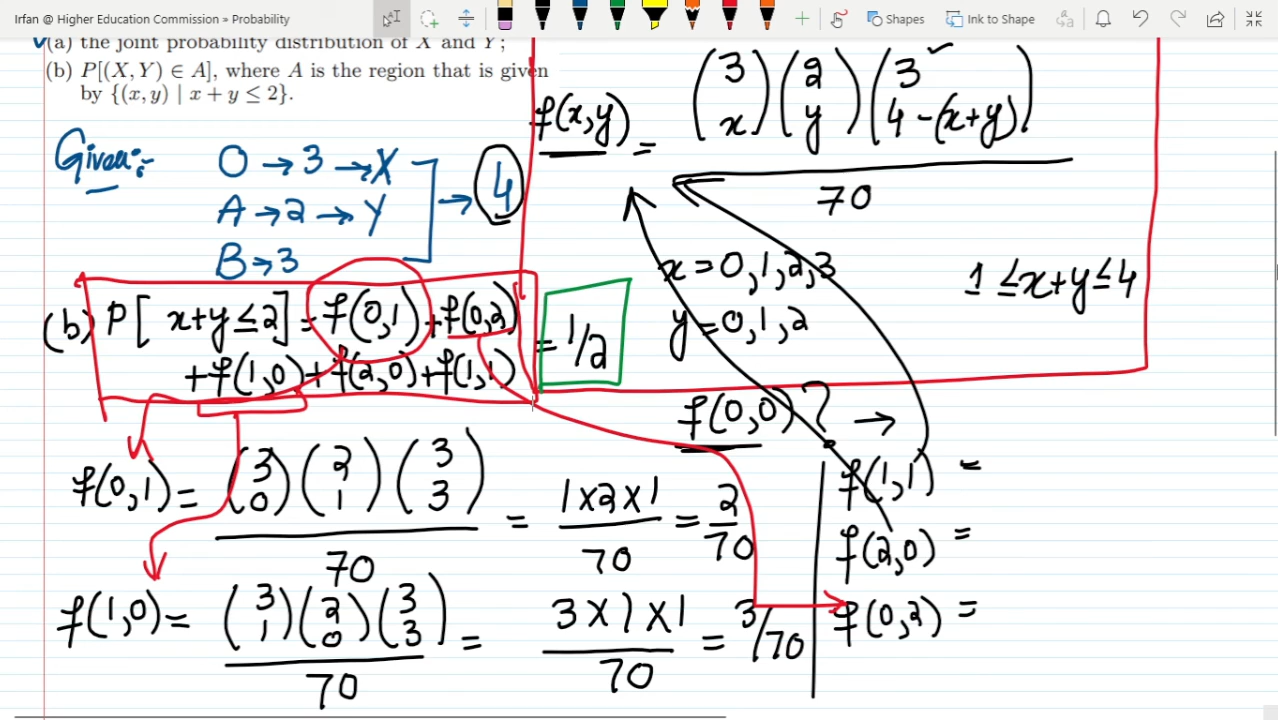 Irfan @ Higher Education Commission » Probability
Shapes
Ink to Shape
(a) the joint probability distribution of X and Y;
(b) P[(X, Y) ∈ A], where A is the region that is given
by {(x, y) | x + y ≤ 2}.
Given:-
O → 3 → X
A → 2 → Y
B → 3
→ 4
f(x,y) = (3 x)(2 y)(3 4-(x+y)) / 70
x = 0,1,2,3
y = 0,1,2
1 ≤ x+y ≤ 4
(b) P[ x+y ≤ 2] = f(0,1) + f(0,2)
+ f(1,0) + f(2,0) + f(1,1)
= 1/2
f(0,0) ? →
f(0,1) = (3 0)(2 1)(3 3) / 70 = 1×2×1 / 70 = 2/70
f(1,0) = (3 1)(2 0)(3 3) / 70 = 3×1×1 / 70 = 3/70
f(1,1) =
f(2,0) =
f(0,2) =